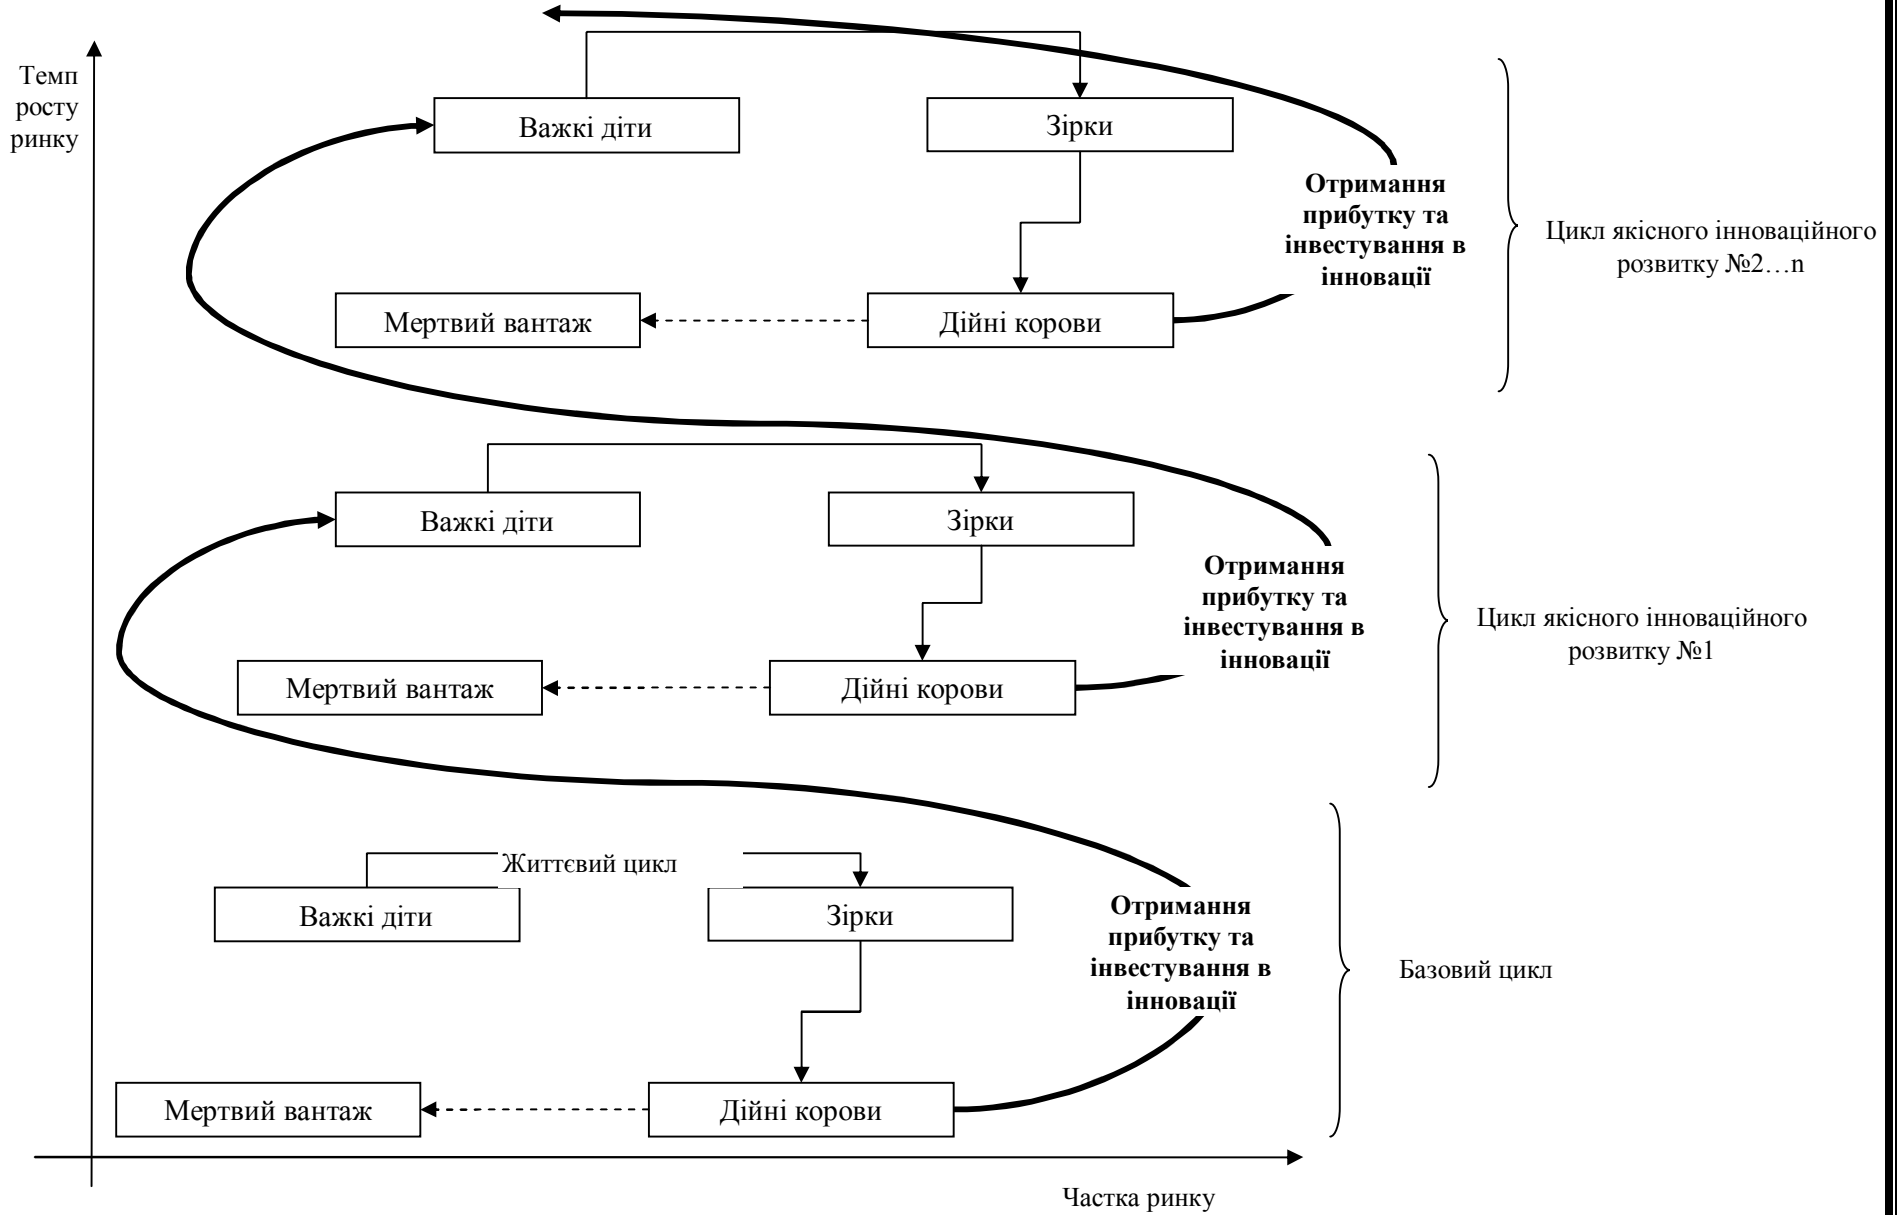 Темп
росту
ринку
Важкі діти
Зірки
Отримання
прибутку та
інвестування в
інновації
Цикл якісного інноваційного
розвитку №2…n
Мертвий вантаж
Дійні корови
Важкі діти
Зірки
Отримання
прибутку та
інвестування в
інновації
Цикл якісного інноваційного
розвитку №1
Мертвий вантаж
Дійні корови
Життєвий цикл
Важкі діти
Зірки
Отримання
прибутку та
інвестування в
інновації
Базовий цикл
Мертвий вантаж
Дійні корови
Частка ринку